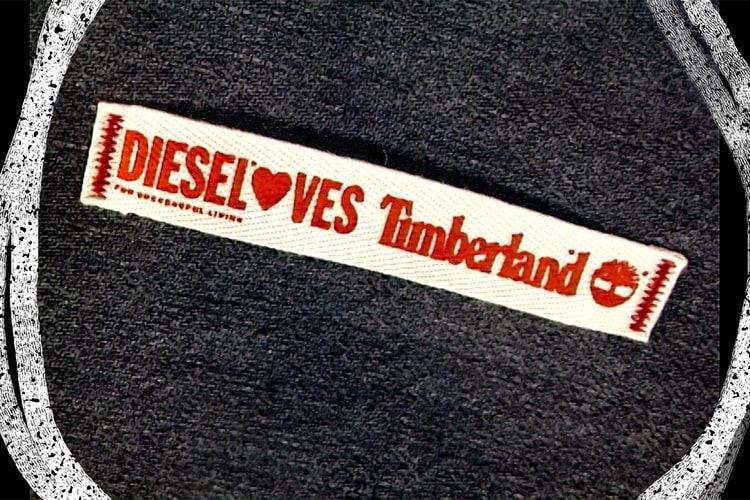 DIESEL❤VES Timberland
FOR SUCCESSFUL LIVING